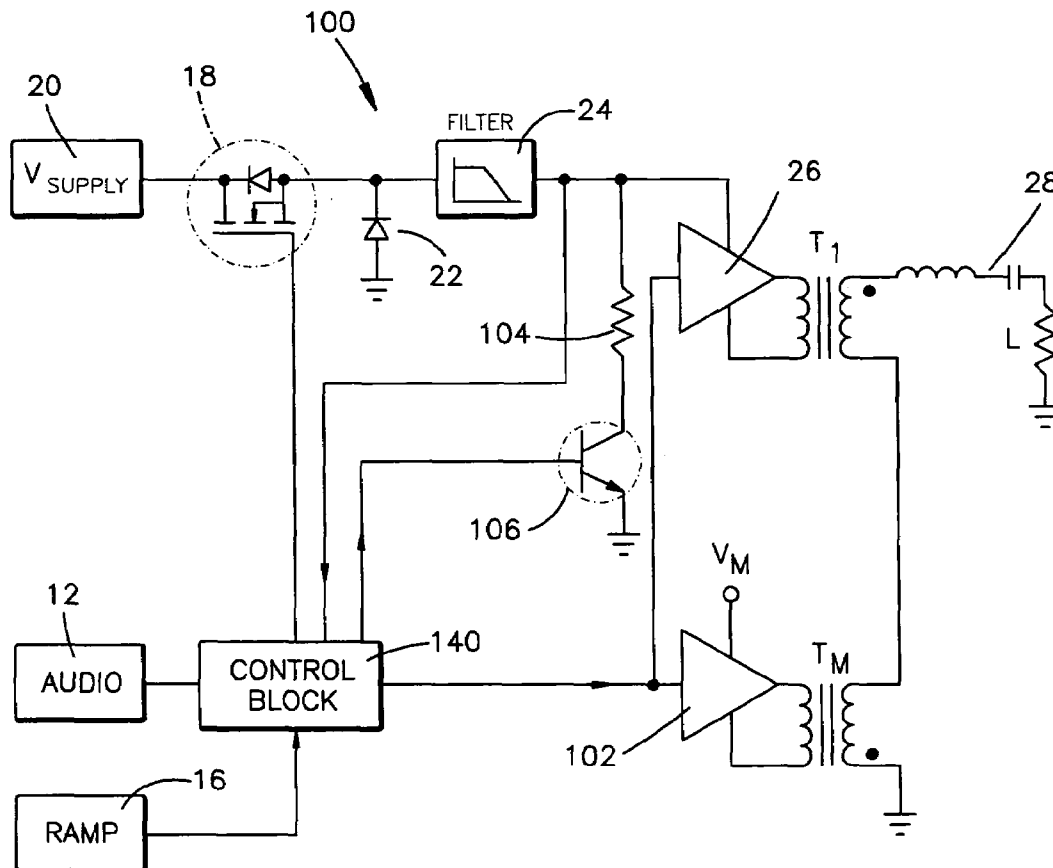 100
18
20
V SUPPLY
FILTER
24
22
26
T1
28
L
104
106
VM
12
AUDIO
CONTROL
BLOCK
140
TM
102
16
RAMP